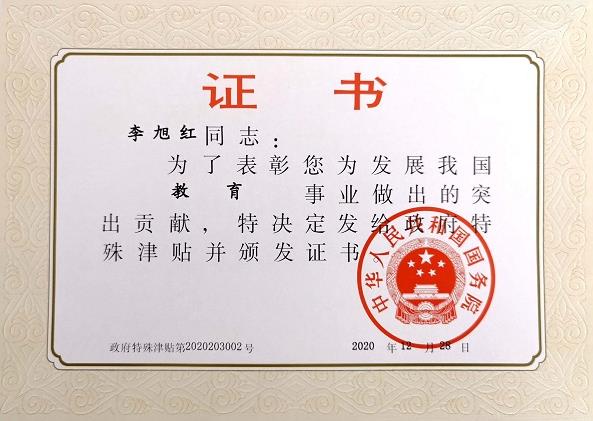 证 书
李旭红同志：
为了表彰您为发展我国
教 育 事业做出的突
出贡献，特决定发给政府特
殊津贴并颁发证书
中华人民共和国国务院
政府特殊津贴第2020203002号
2020 年 12 月 28 日